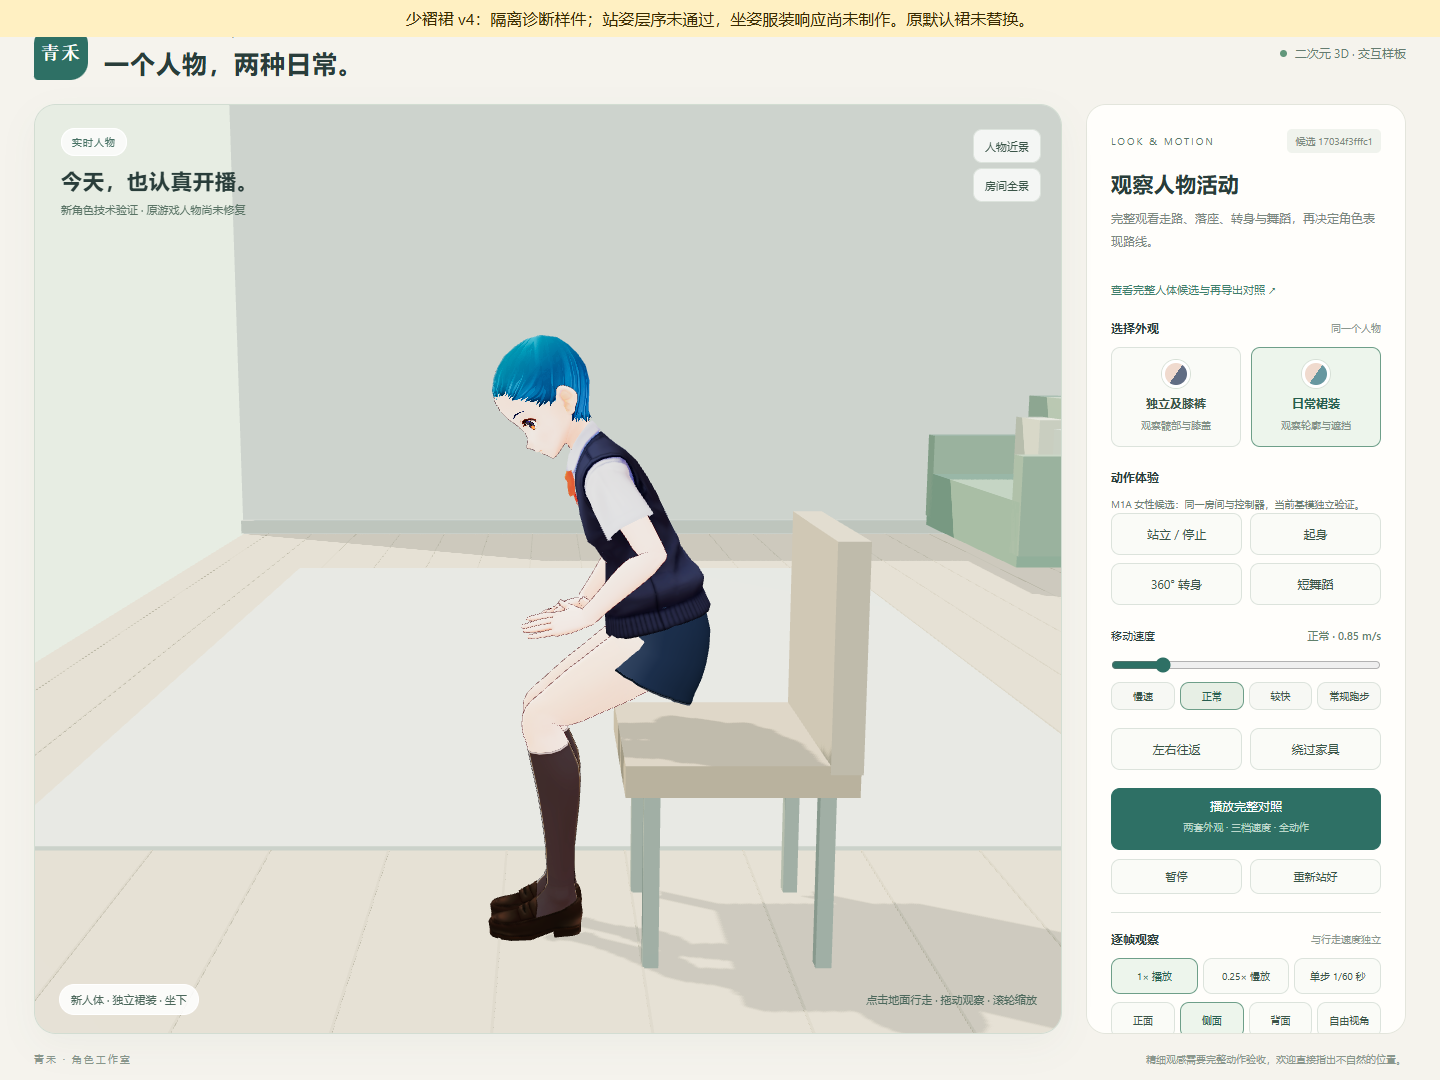 少褶裙 v4：隔离诊断样件；站姿层序未通过，坐姿服装响应尚未制作。原默认裙未替换。
青禾
一个人物，两种日常。
二次元 3D · 交互样板
实时人物
今天，也认真开播。
新角色技术验证 · 原游戏人物尚未修复
人物近景
房间全景
新人体 · 独立裙装 · 坐下
点击地面行走 · 拖动观察 · 滚轮缩放
LOOK & MOTION
候选 17034f3fffc1
观察人物活动
完整观看走路、落座、转身与舞蹈，再决定角色表
现路线。
查看完整人体候选与再导出对照 ↗
选择外观
同一个人物
独立及膝裤
观察髋部与膝盖
日常裙装
观察轮廓与遮挡
动作体验
M1A 女性候选：同一房间与控制器，当前基模独立验证。
站立 / 停止
起身
360° 转身
短舞蹈
移动速度
正常 · 0.85 m/s
慢速
正常
较快
常规跑步
左右往返
绕过家具
播放完整对照
两套外观 · 三档速度 · 全动作
暂停
重新站好
逐帧观察
与行走速度独立
1× 播放
0.25× 慢放
单步 1/60 秒
正面
侧面
背面
自由视角
青禾 · 角色工作室
精细观感需要完整动作验收，欢迎直接指出不自然的位置。